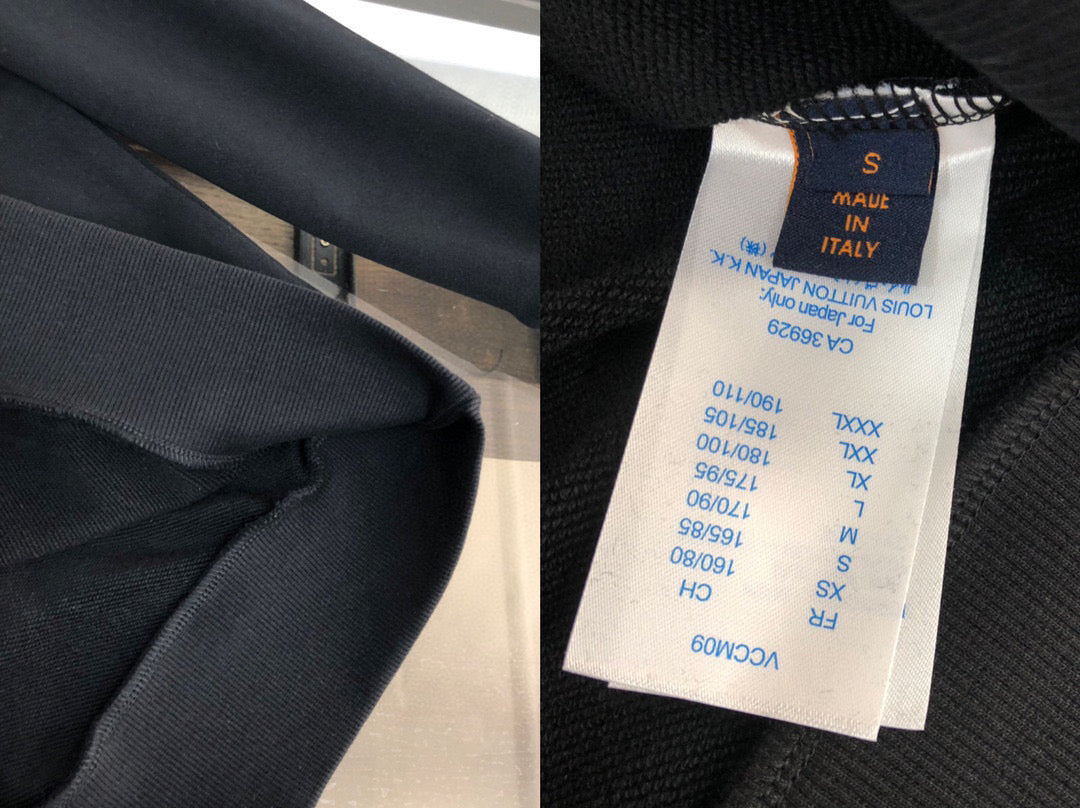 S
MADE
IN
ITALY
VCCM09
FR CH
XS 160/80
S 165/85
M 170/90
L 175/95
XL 180/100
XXL 185/105
XXXL 190/110
CA 36929
For Japan only:
LOUIS VUITTON JAPAN K.K.
(株)